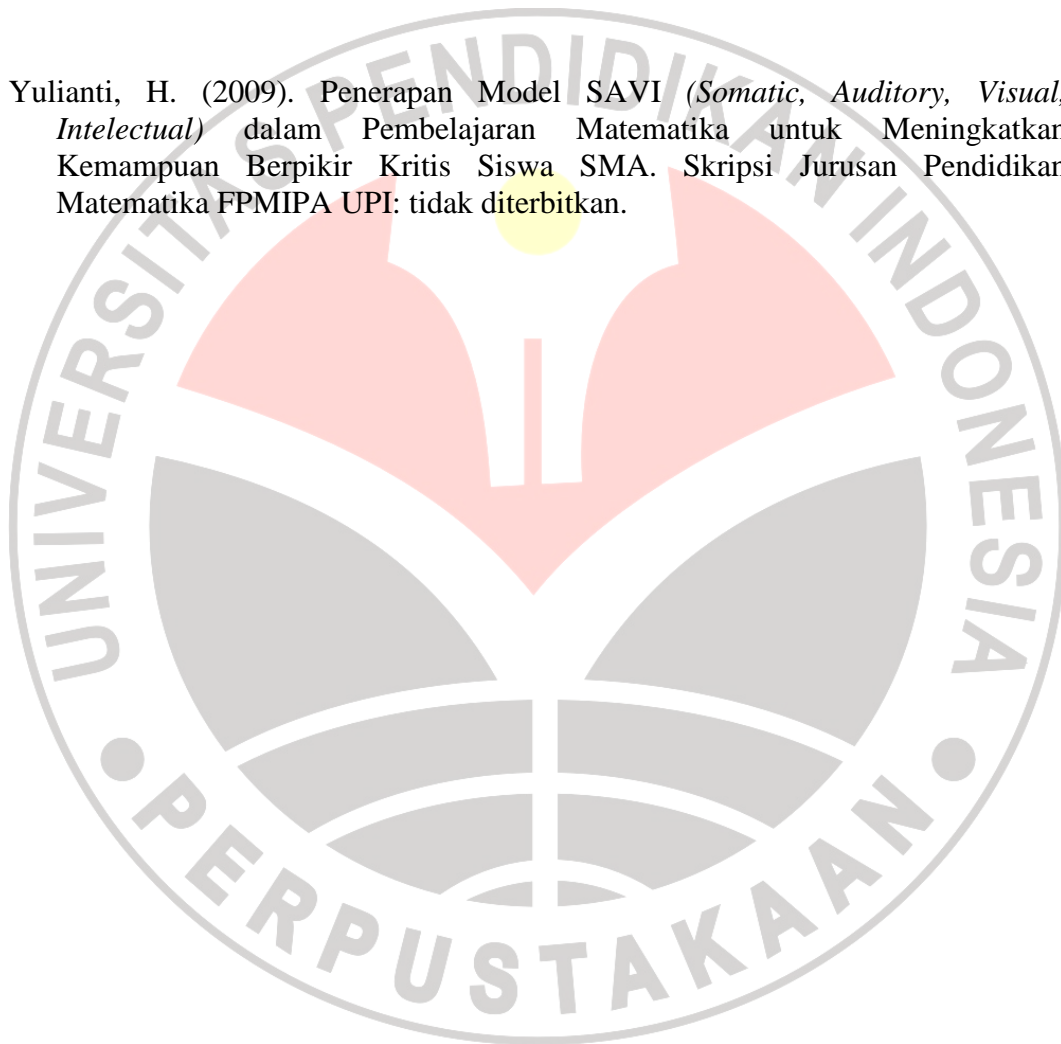 Yulianti, H. (2009). Penerapan Model SAVI (Somatic, Auditory, Visual,
Intelectual) dalam Pembelajaran Matematika untuk Meningkatkan
Kemampuan Berpikir Kritis Siswa SMA. Skripsi Jurusan Pendidikan
Matematika FPMIPA UPI: tidak diterbitkan.
UNIVERSITAS PENDIDIKAN INDONESIA
PERPUSTAKAAN